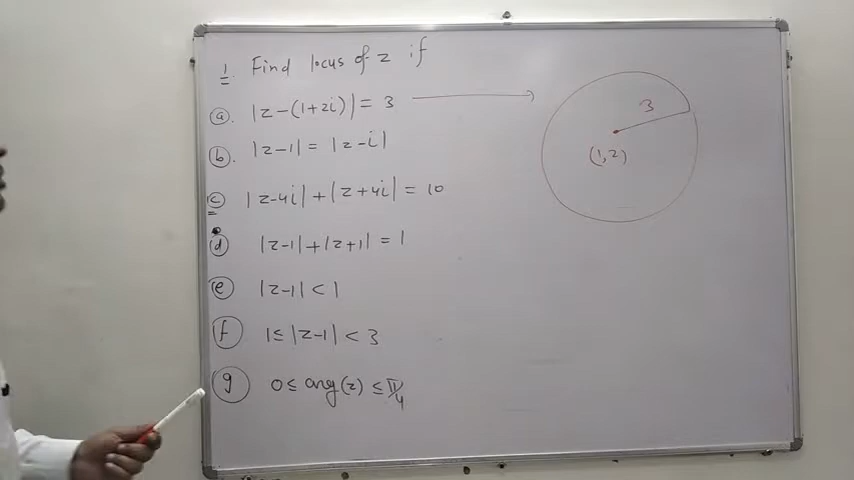 1. Find locus of z if
(a). |z-(1+2i)| = 3
3
(1,2)
(b). |z-1| = |z-i|
(c) |z-4i|+|z+4i| = 10
(d) |z-1|+|z+1| = 1
(e) |z-1| < 1
(f) 1≤ |z-1| < 3
(g) 0≤ arg(z) ≤ π/4